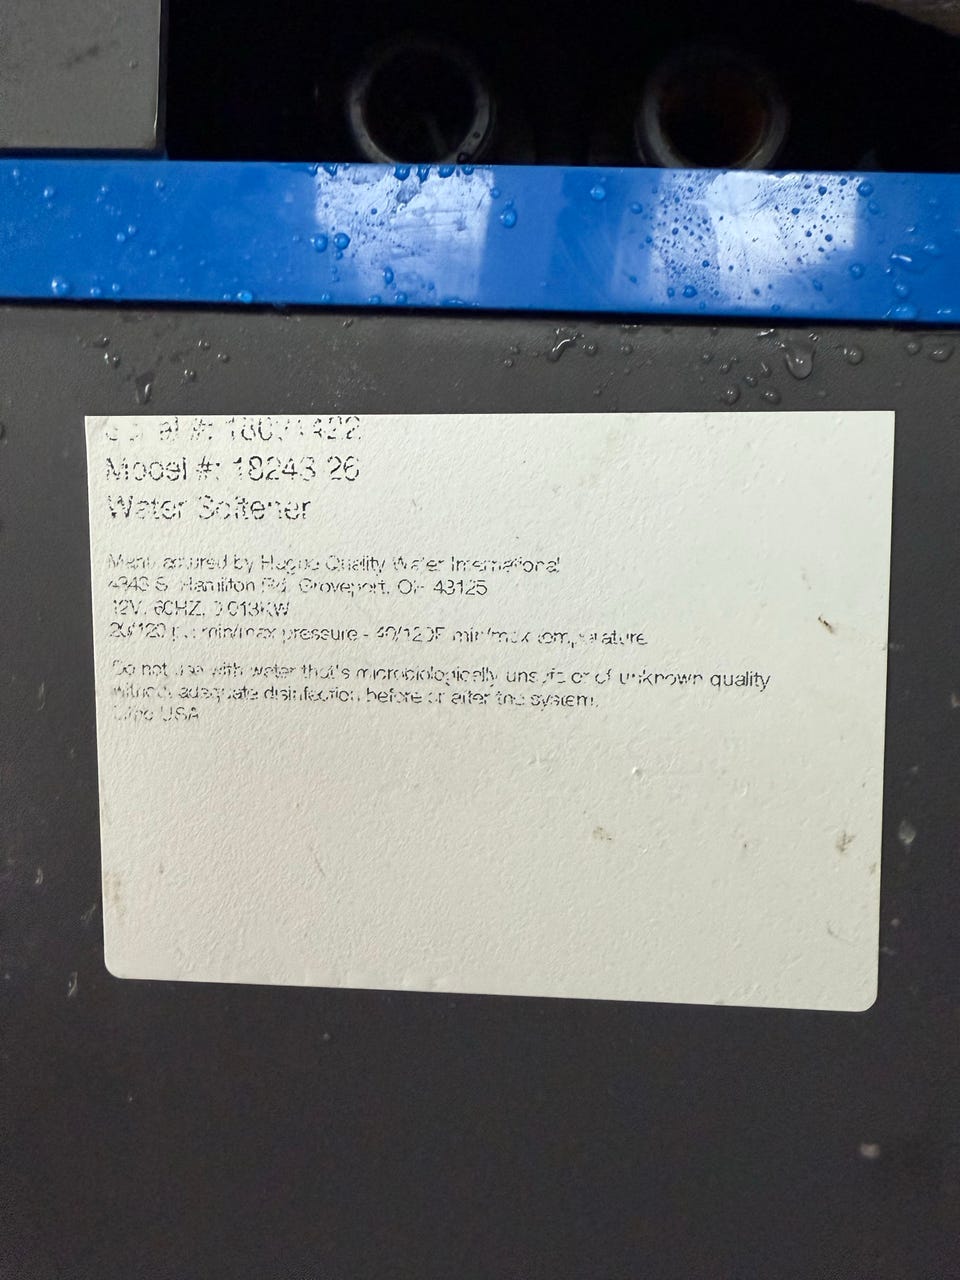 Model #: 18243 26
Water Softener
Manufactured by Hague Quality Water International
4343 S. Hamilton Rd. Groveport, OH 43125
12V, 60HZ, 0.013KW
20/120 psi min/max pressure - 40/120F min/max temperature
Do not use with water that's microbiologically unsafe or of unknown quality
without adequate disinfection before or after the system.
USA